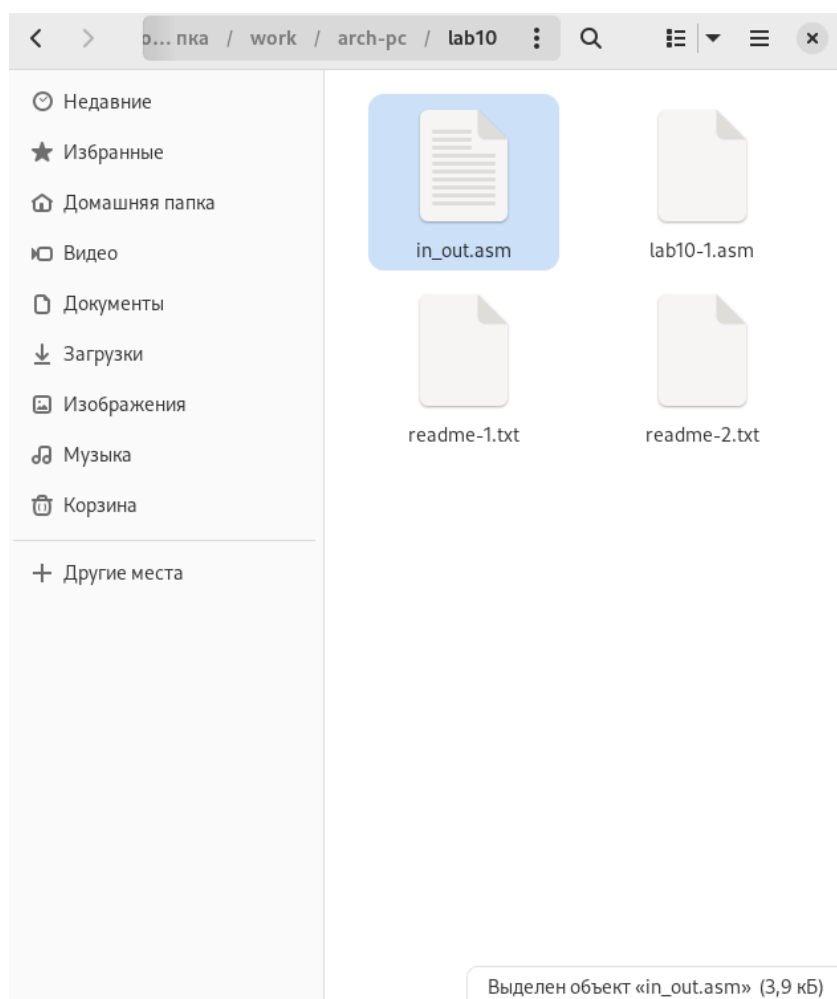 о... пка / work / arch-pc / lab10
Недавние
Избранные
Домашняя папка
Видео
Документы
Загрузки
Изображения
Музыка
Корзина
Другие места
in_out.asm
lab10-1.asm
readme-1.txt
readme-2.txt
Выделен объект «in_out.asm» (3,9 кБ)